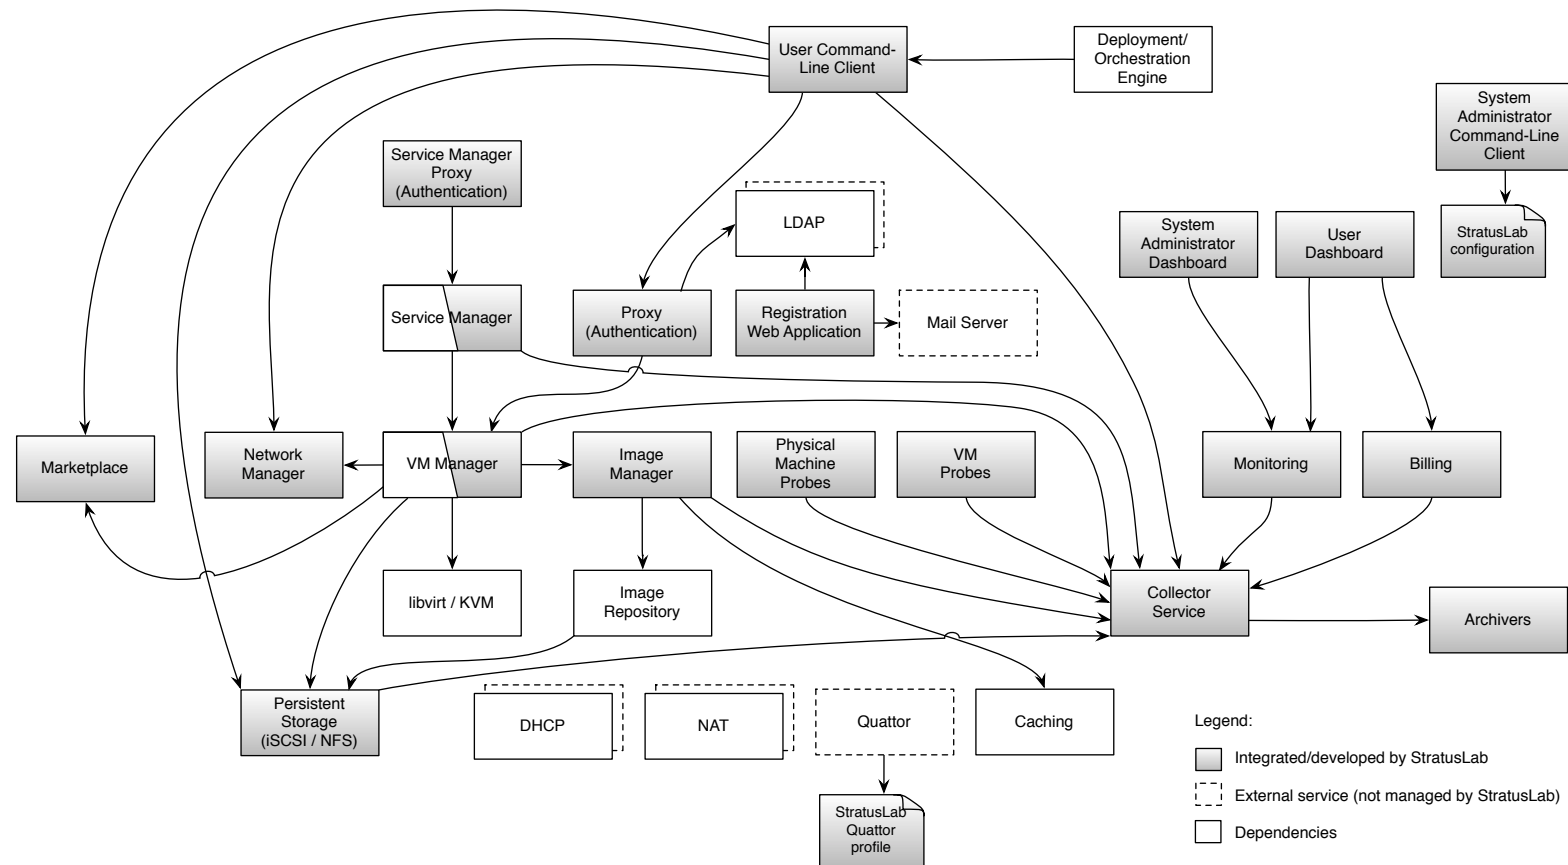 User Command-
Line Client
Deployment/
Orchestration
Engine
System
Administrator
Command-Line
Client
Service Manager
Proxy
(Authentication)
LDAP
System
Administrator
Dashboard
User
Dashboard
StratusLab
configuration
Service Manager
Proxy
(Authentication)
Registration
Web Application
Mail Server
Marketplace
Network
Manager
VM Manager
Image
Manager
Physical
Machine
Probes
VM
Probes
Monitoring
Billing
libvirt / KVM
Image
Repository
Collector
Service
Archivers
Persistent
Storage
(iSCSI / NFS)
DHCP
NAT
Quattor
Caching
StratusLab
Quattor
profile
Legend:
Integrated/developed by StratusLab
External service (not managed by StratusLab)
Dependencies